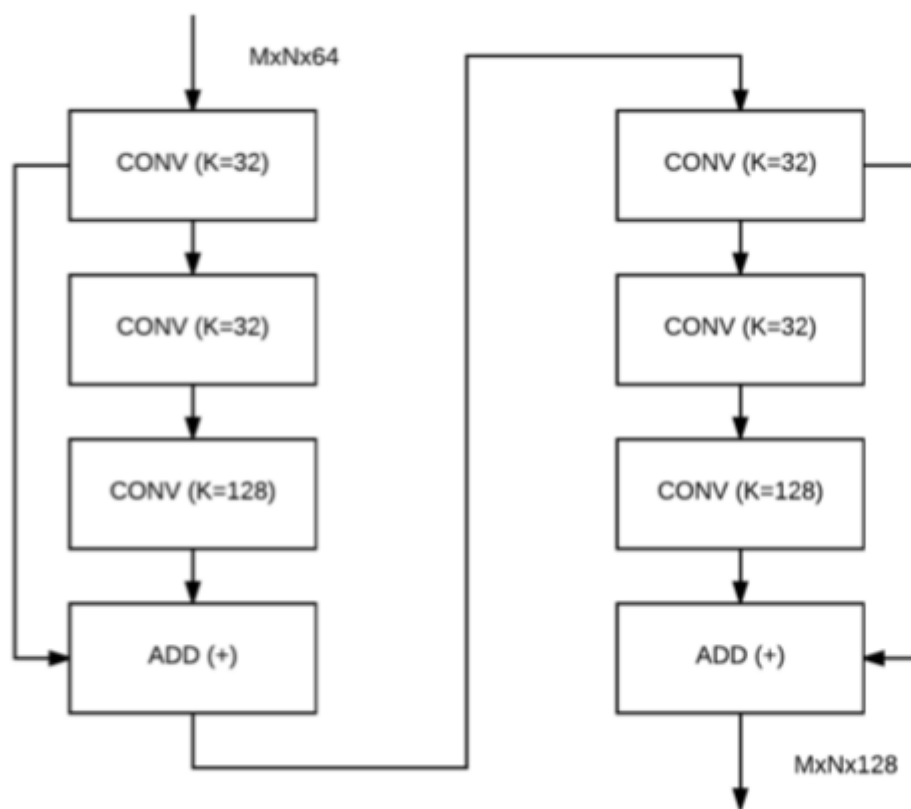 MxNx64
CONV (K=32)
CONV (K=32)
CONV (K=128)
ADD (+)
CONV (K=32)
CONV (K=32)
CONV (K=128)
ADD (+)
MxNx128